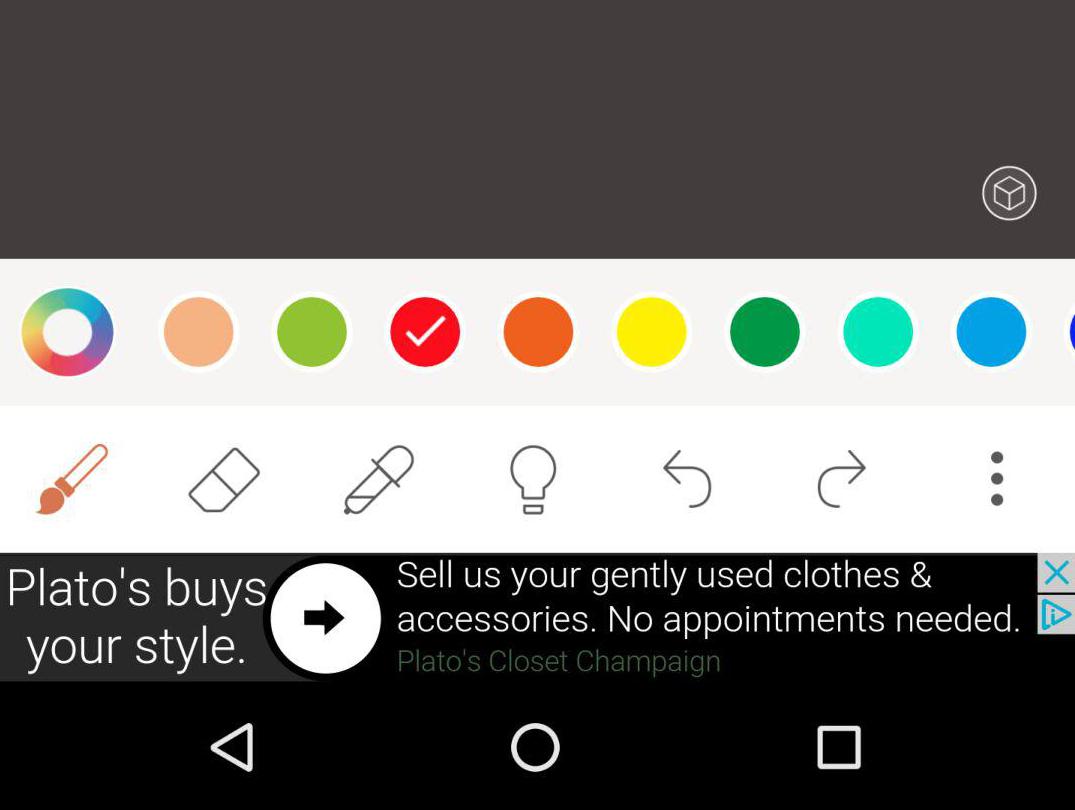 Plato's buys
your style.
Sell us your gently used clothes &
accessories. No appointments needed.
Plato's Closet Champaign